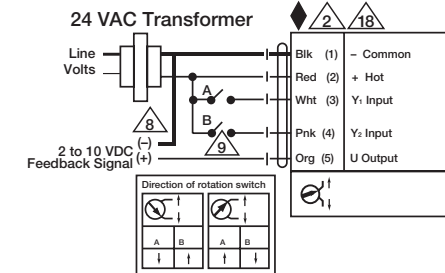 24 VAC Transformer
2
18
Line
Volts
Blk (1) – Common
Red (2) + Hot
A
Wht (3) Y1 Input
B
Pnk (4) Y2 Input
8
9
(–)
2 to 10 VDC
Feedback Signal (+)
Org (5) U Output
Direction of rotation switch
A B A B